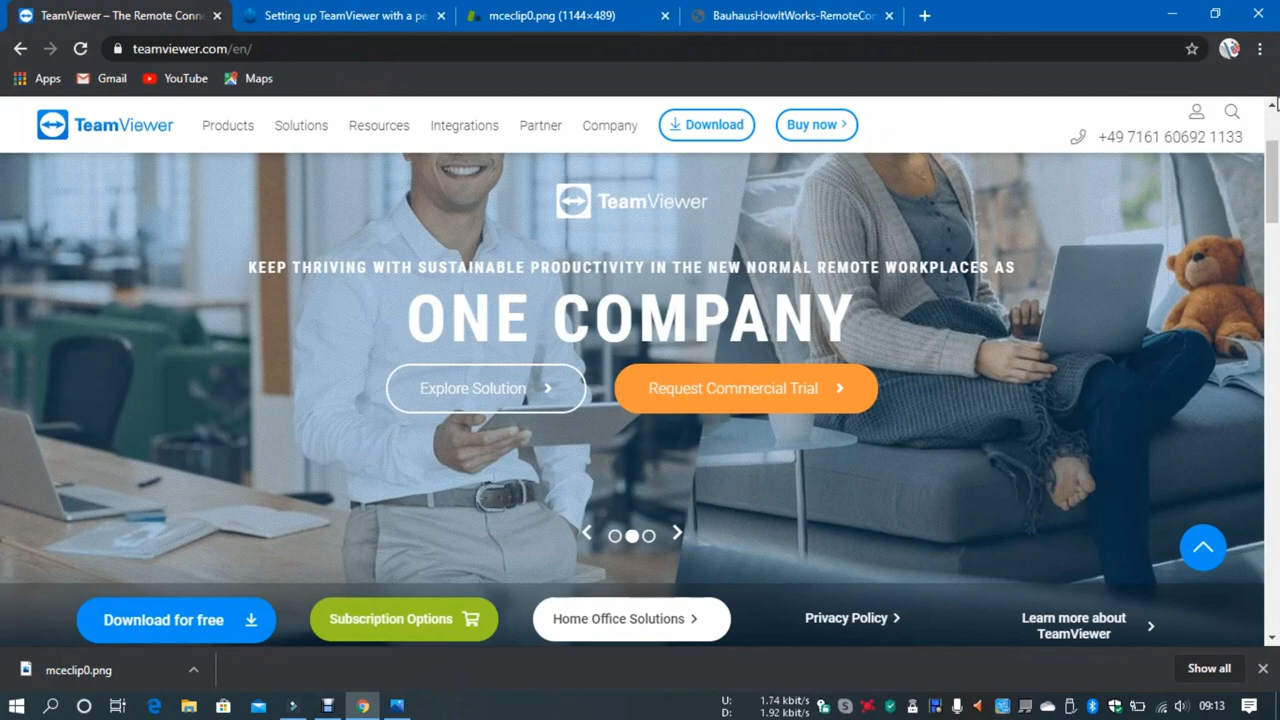 TeamViewer – The Remote Conn
Setting up TeamViewer with a pe
mceclip0.png (1144×489)
BauhausHowItWorks-RemoteCon
teamviewer.com/en/
Apps
Gmail
YouTube
Maps
TeamViewer
Products
Solutions
Resources
Integrations
Partner
Company
Download
Buy now
+49 7161 60692 1133
TeamViewer
KEEP THRIVING WITH SUSTAINABLE PRODUCTIVITY IN THE NEW NORMAL REMOTE WORKPLACES AS
ONE COMPANY
Explore Solution
Request Commercial Trial
Download for free
Subscription Options
Home Office Solutions
Privacy Policy
Learn more about
TeamViewer
mceclip0.png
Show all
U: 1.74 kbit/s
D: 1.92 kbit/s
09:13